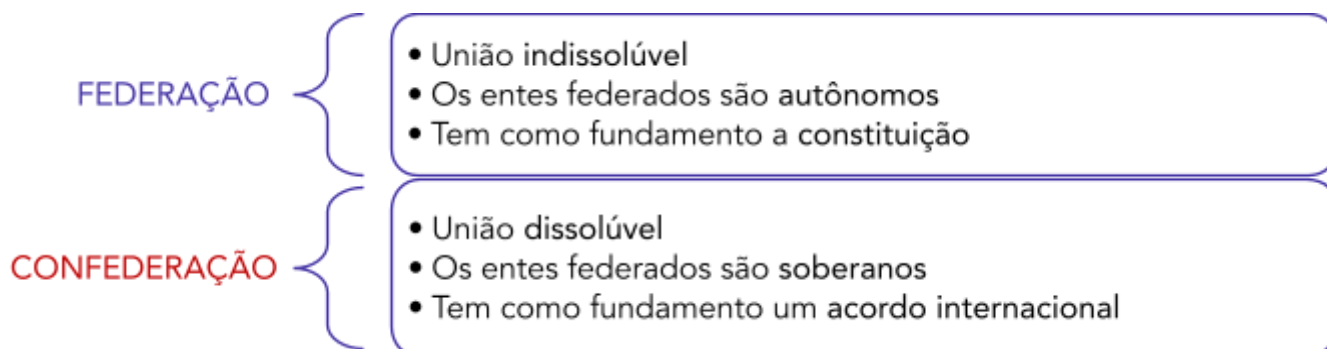 FEDERAÇÃO
• União indissolúvel
• Os entes federados são autônomos
• Tem como fundamento a constituição
CONFEDERAÇÃO
• União dissolúvel
• Os entes federados são soberanos
• Tem como fundamento um acordo internacional